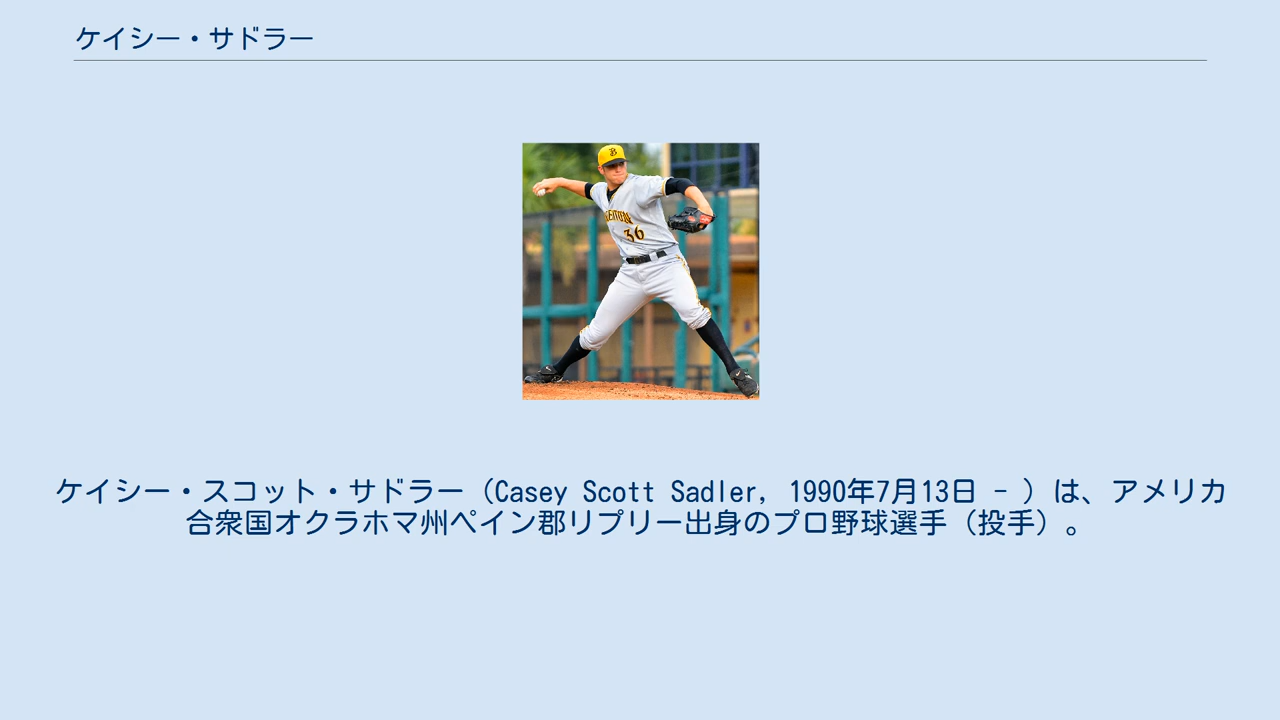 ケイシー・サドラー
B
36
ケイシー・スコット・サドラー（Casey Scott Sadler, 1990年7月13日 - ）は、アメリカ
合衆国オクラホマ州ペイン郡リプリー出身のプロ野球選手（投手）。